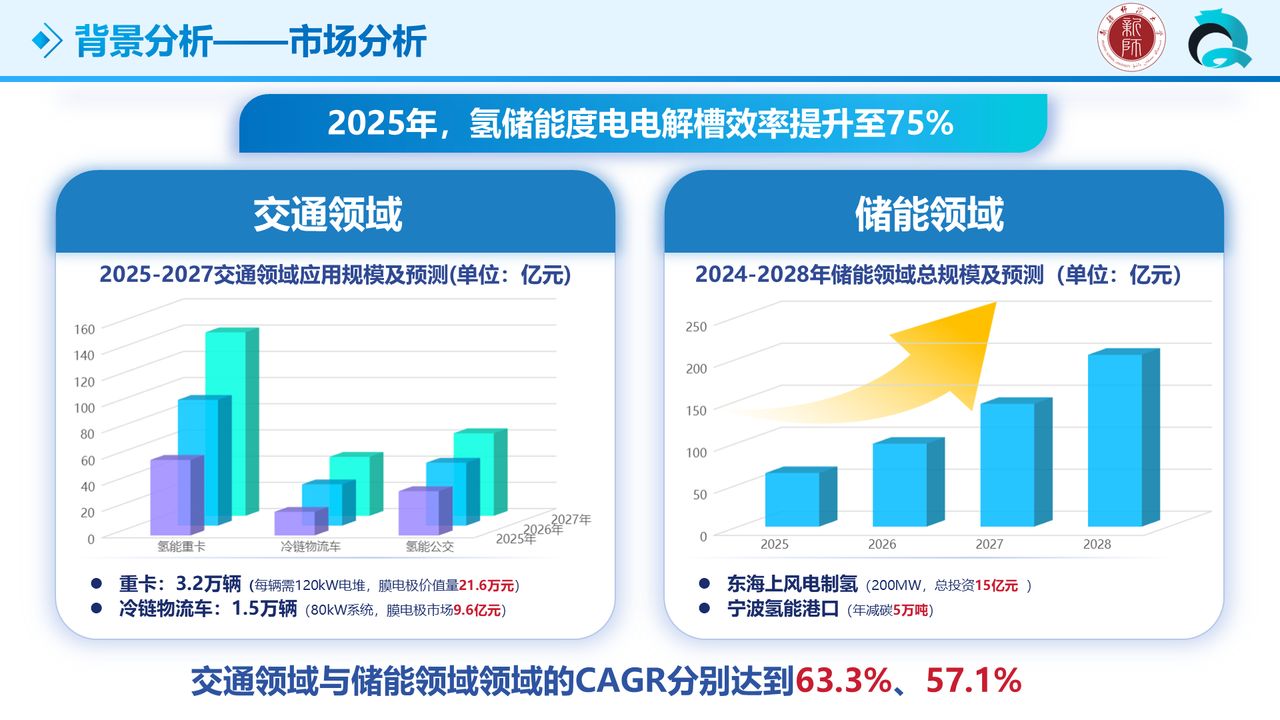 背景分析——市场分析
新师
2025年，氢储能度电电解槽效率提升至75%
交通领域
2025-2027交通领域应用规模及预测(单位：亿元)
160
140
120
100
80
60
40
20
0
氢能重卡
冷链物流车
氢能公交
2025年
2026年
2027年
重卡：3.2万辆（每辆需120kW电堆，膜电极价值量21.6万元）
冷链物流车：1.5万辆（80kW系统，膜电极市场9.6亿元）
储能领域
2024-2028年储能领域总规模及预测（单位：亿元）
250
200
150
100
50
0
2025
2026
2027
2028
东海上风电制氢（200MW，总投资15亿元 ）
宁波氢能港口（年减碳5万吨）
交通领域与储能领域领域的CAGR分别达到63.3%、57.1%